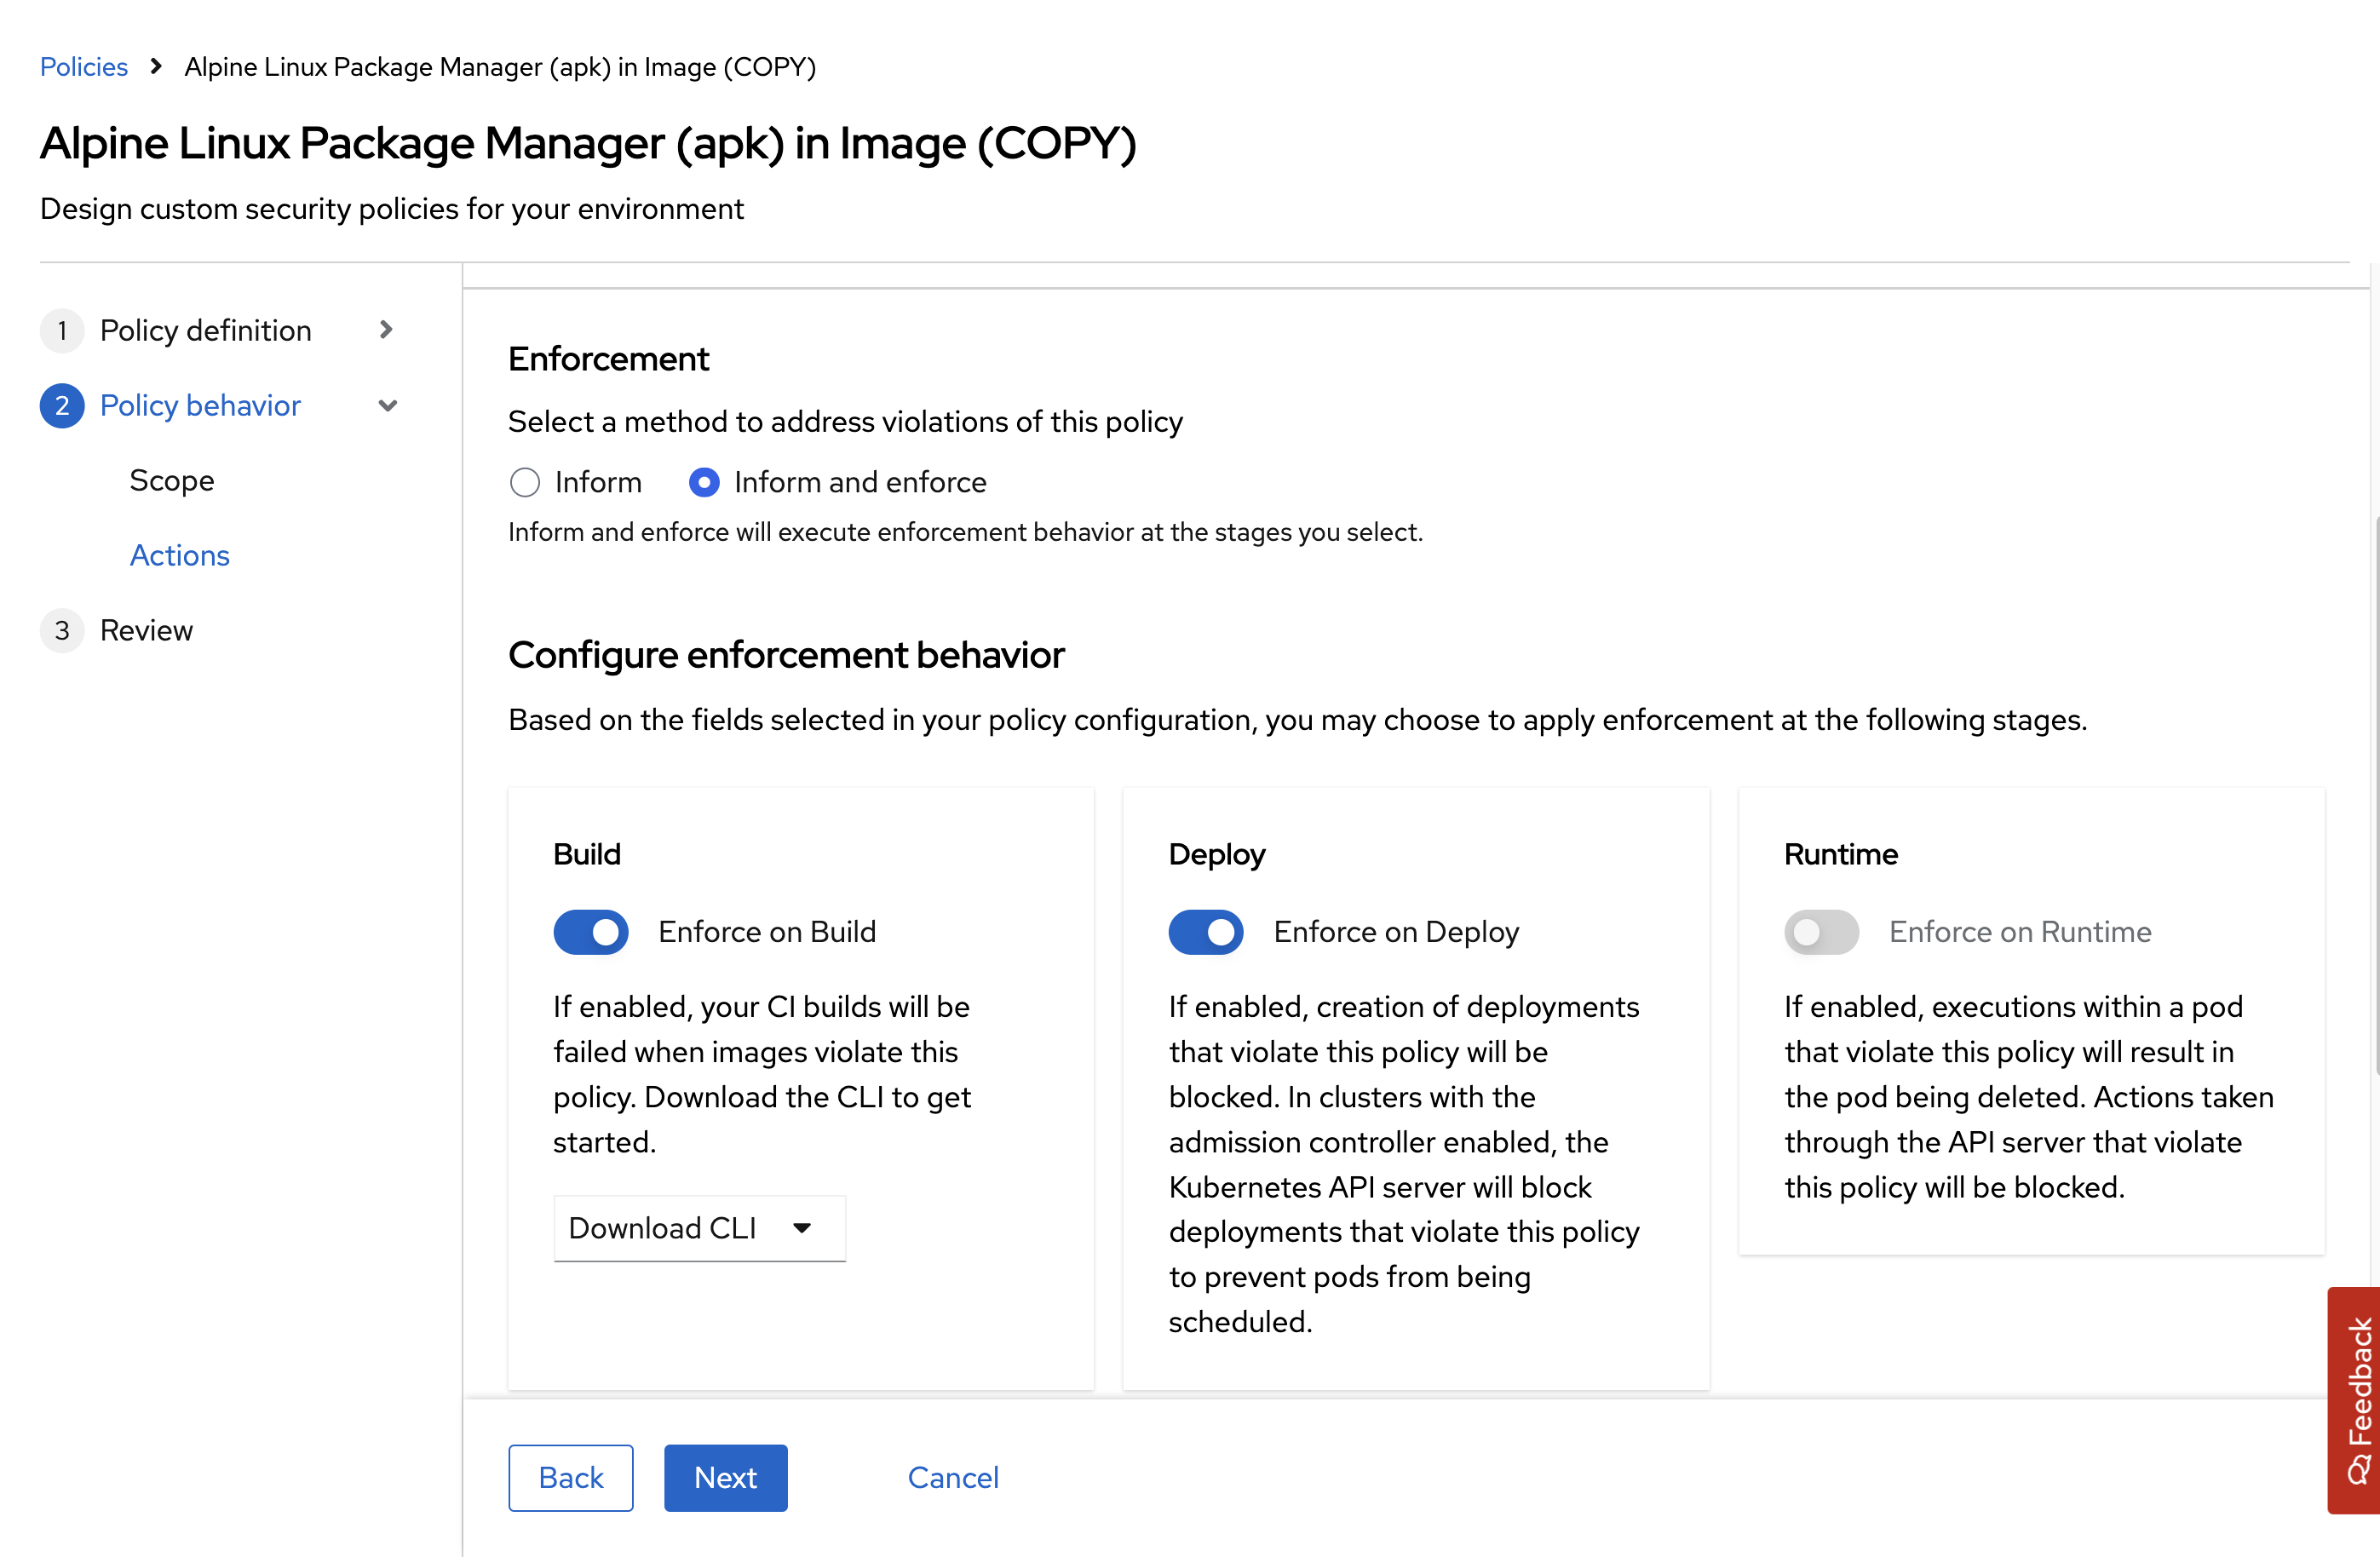 Policies > Alpine Linux Package Manager (apk) in Image (COPY)
Alpine Linux Package Manager (apk) in Image (COPY)
Design custom security policies for your environment
1 Policy definition
2 Policy behavior
Scope
Actions
3 Review
Enforcement
Select a method to address violations of this policy
Inform Inform and enforce
Inform and enforce will execute enforcement behavior at the stages you select.
Configure enforcement behavior
Based on the fields selected in your policy configuration, you may choose to apply enforcement at the following stages.
Build
Enforce on Build
If enabled, your CI builds will be
failed when images violate this
policy. Download the CLI to get
started.
Download CLI
Deploy
Enforce on Deploy
If enabled, creation of deployments
that violate this policy will be
blocked. In clusters with the
admission controller enabled, the
Kubernetes API server will block
deployments that violate this policy
to prevent pods from being
scheduled.
Runtime
Enforce on Runtime
If enabled, executions within a pod
that violate this policy will result in
the pod being deleted. Actions taken
through the API server that violate
this policy will be blocked.
Back Next Cancel
Feedback